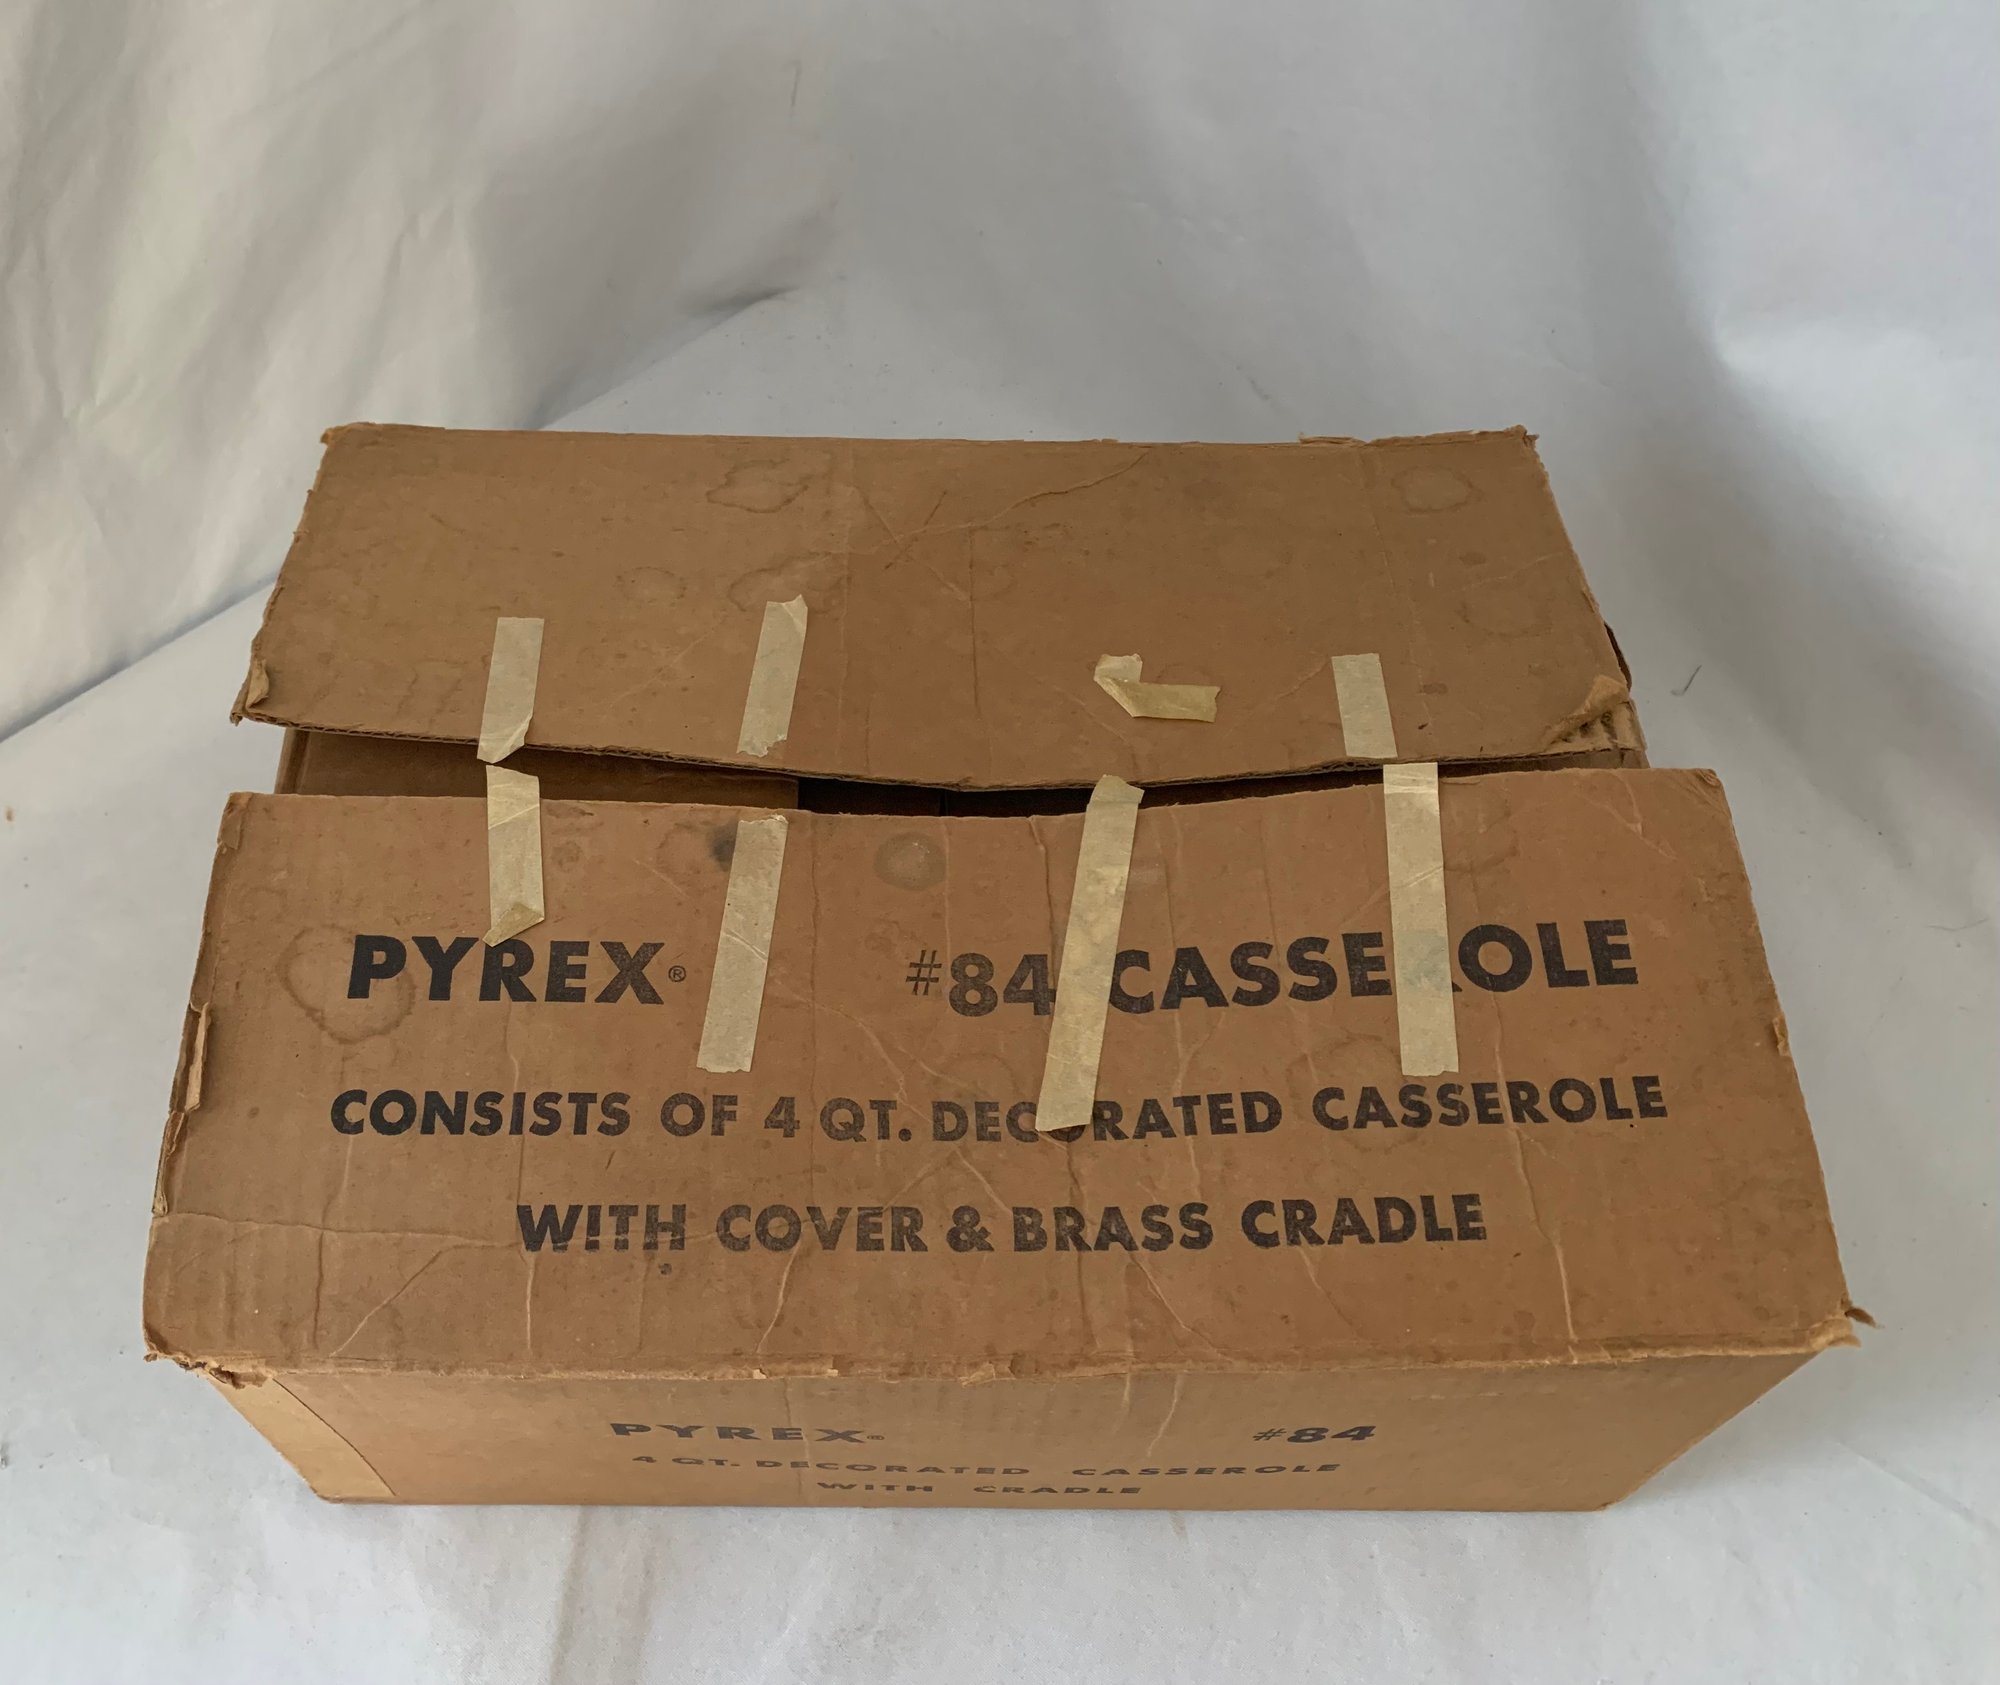 PYREX® #84 CASSEROLE
CONSISTS OF 4 QT. DECORATED CASSEROLE
WITH COVER & BRASS CRADLE
PYREX® #84
4 QT. DECORATED CASSEROLE
WITH CRADLE